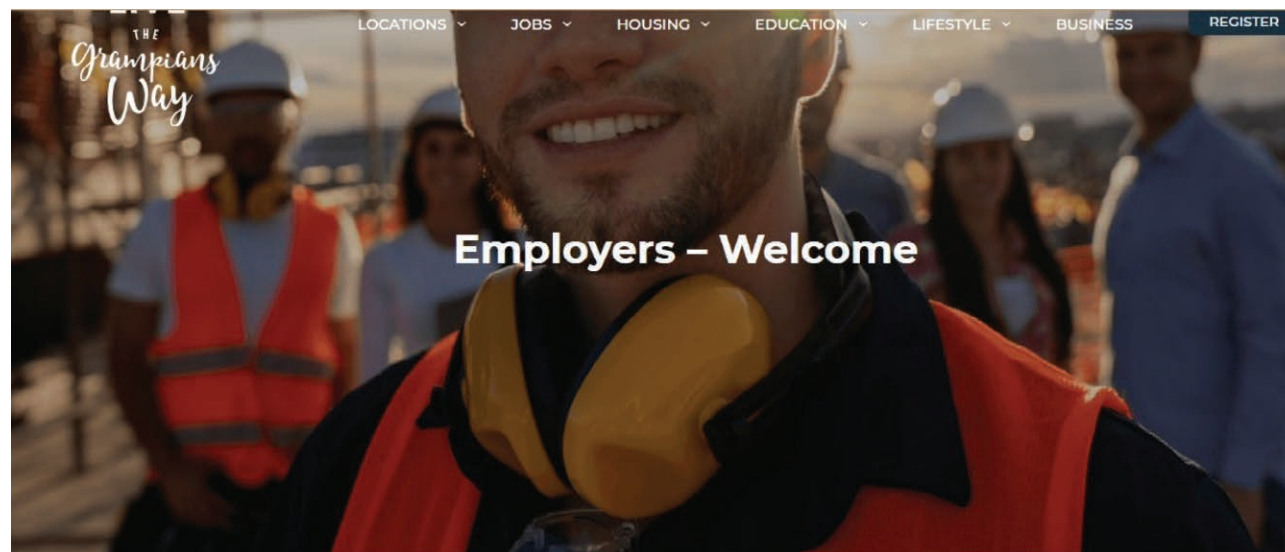 THE
Grampians
Way
LOCATIONS
JOBS
HOUSING
EDUCATION
LIFESTYLE
BUSINESS
REGISTER
Employers – Welcome